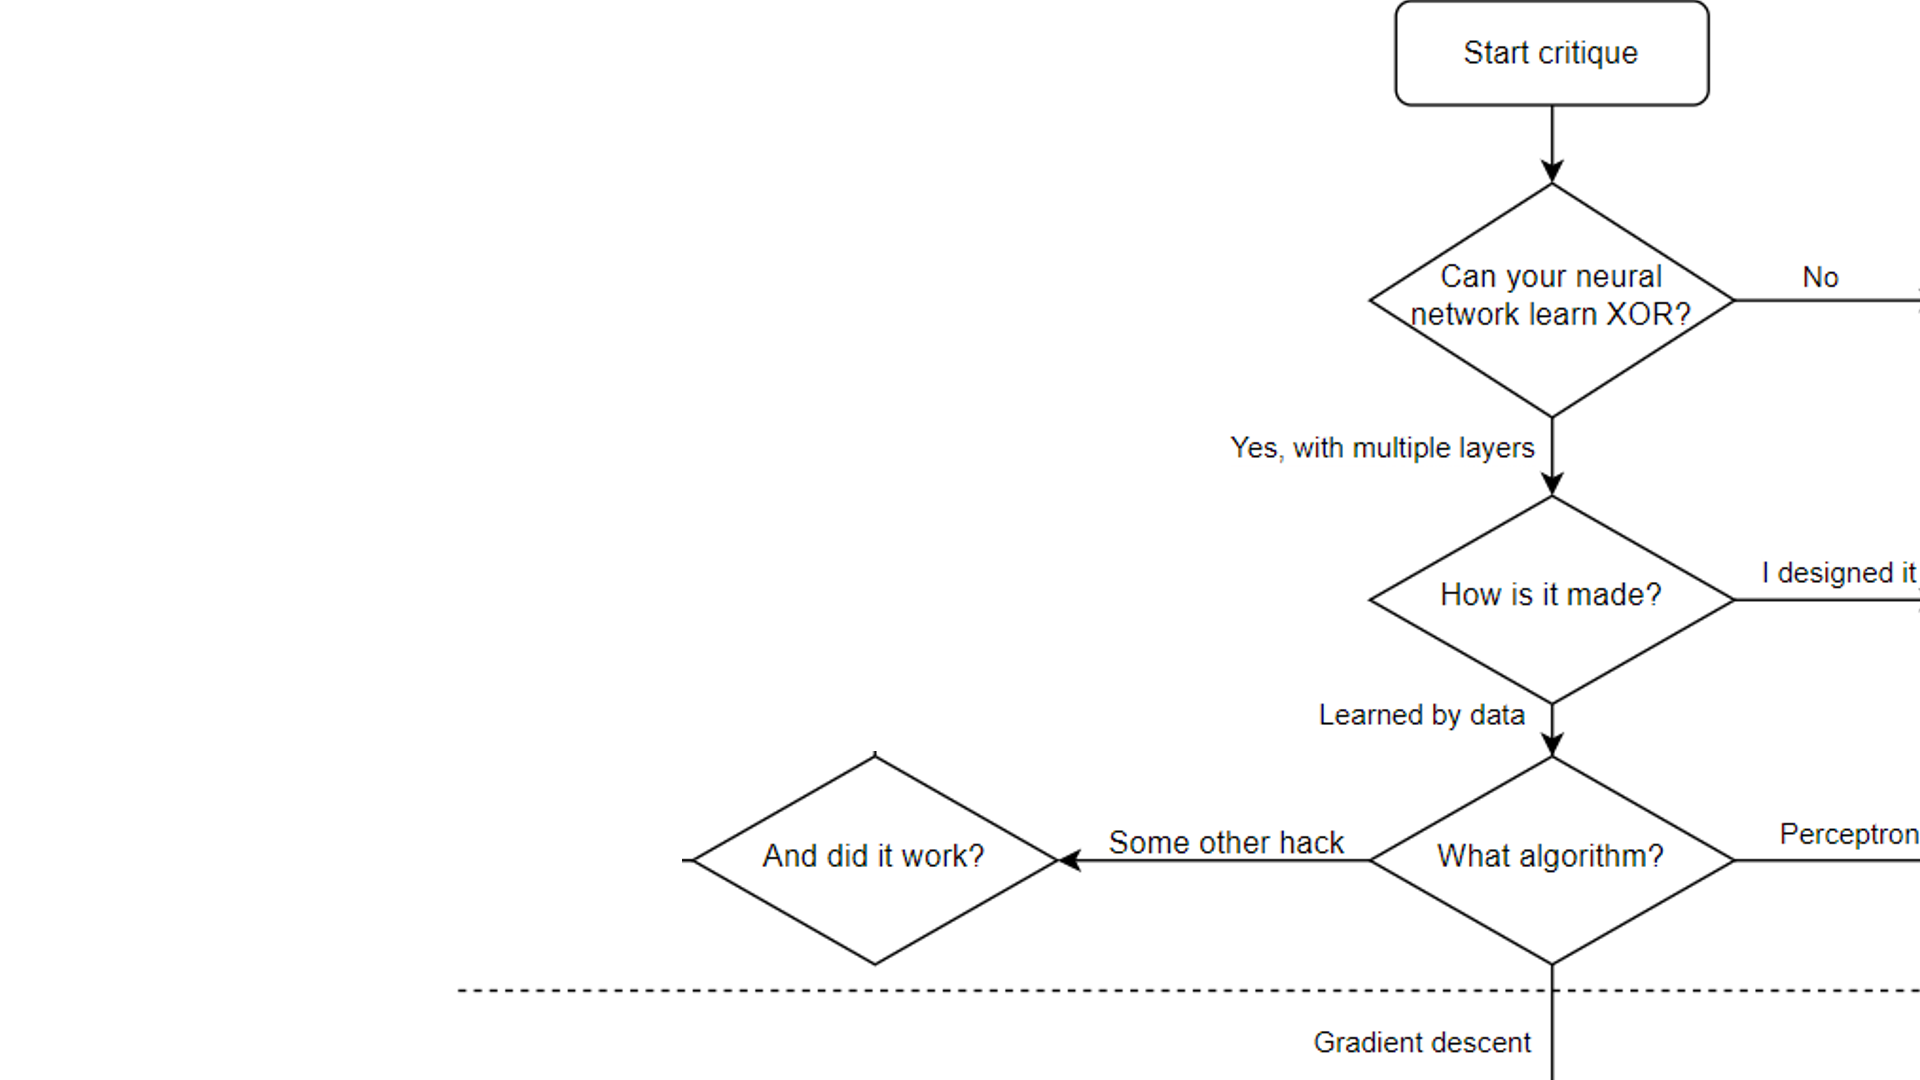 Start critique
Can your neural
network learn XOR?
No
Yes, with multiple layers
How is it made?
I designed it
Learned by data
And did it work?
Some other hack
What algorithm?
Perceptron
Gradient descent